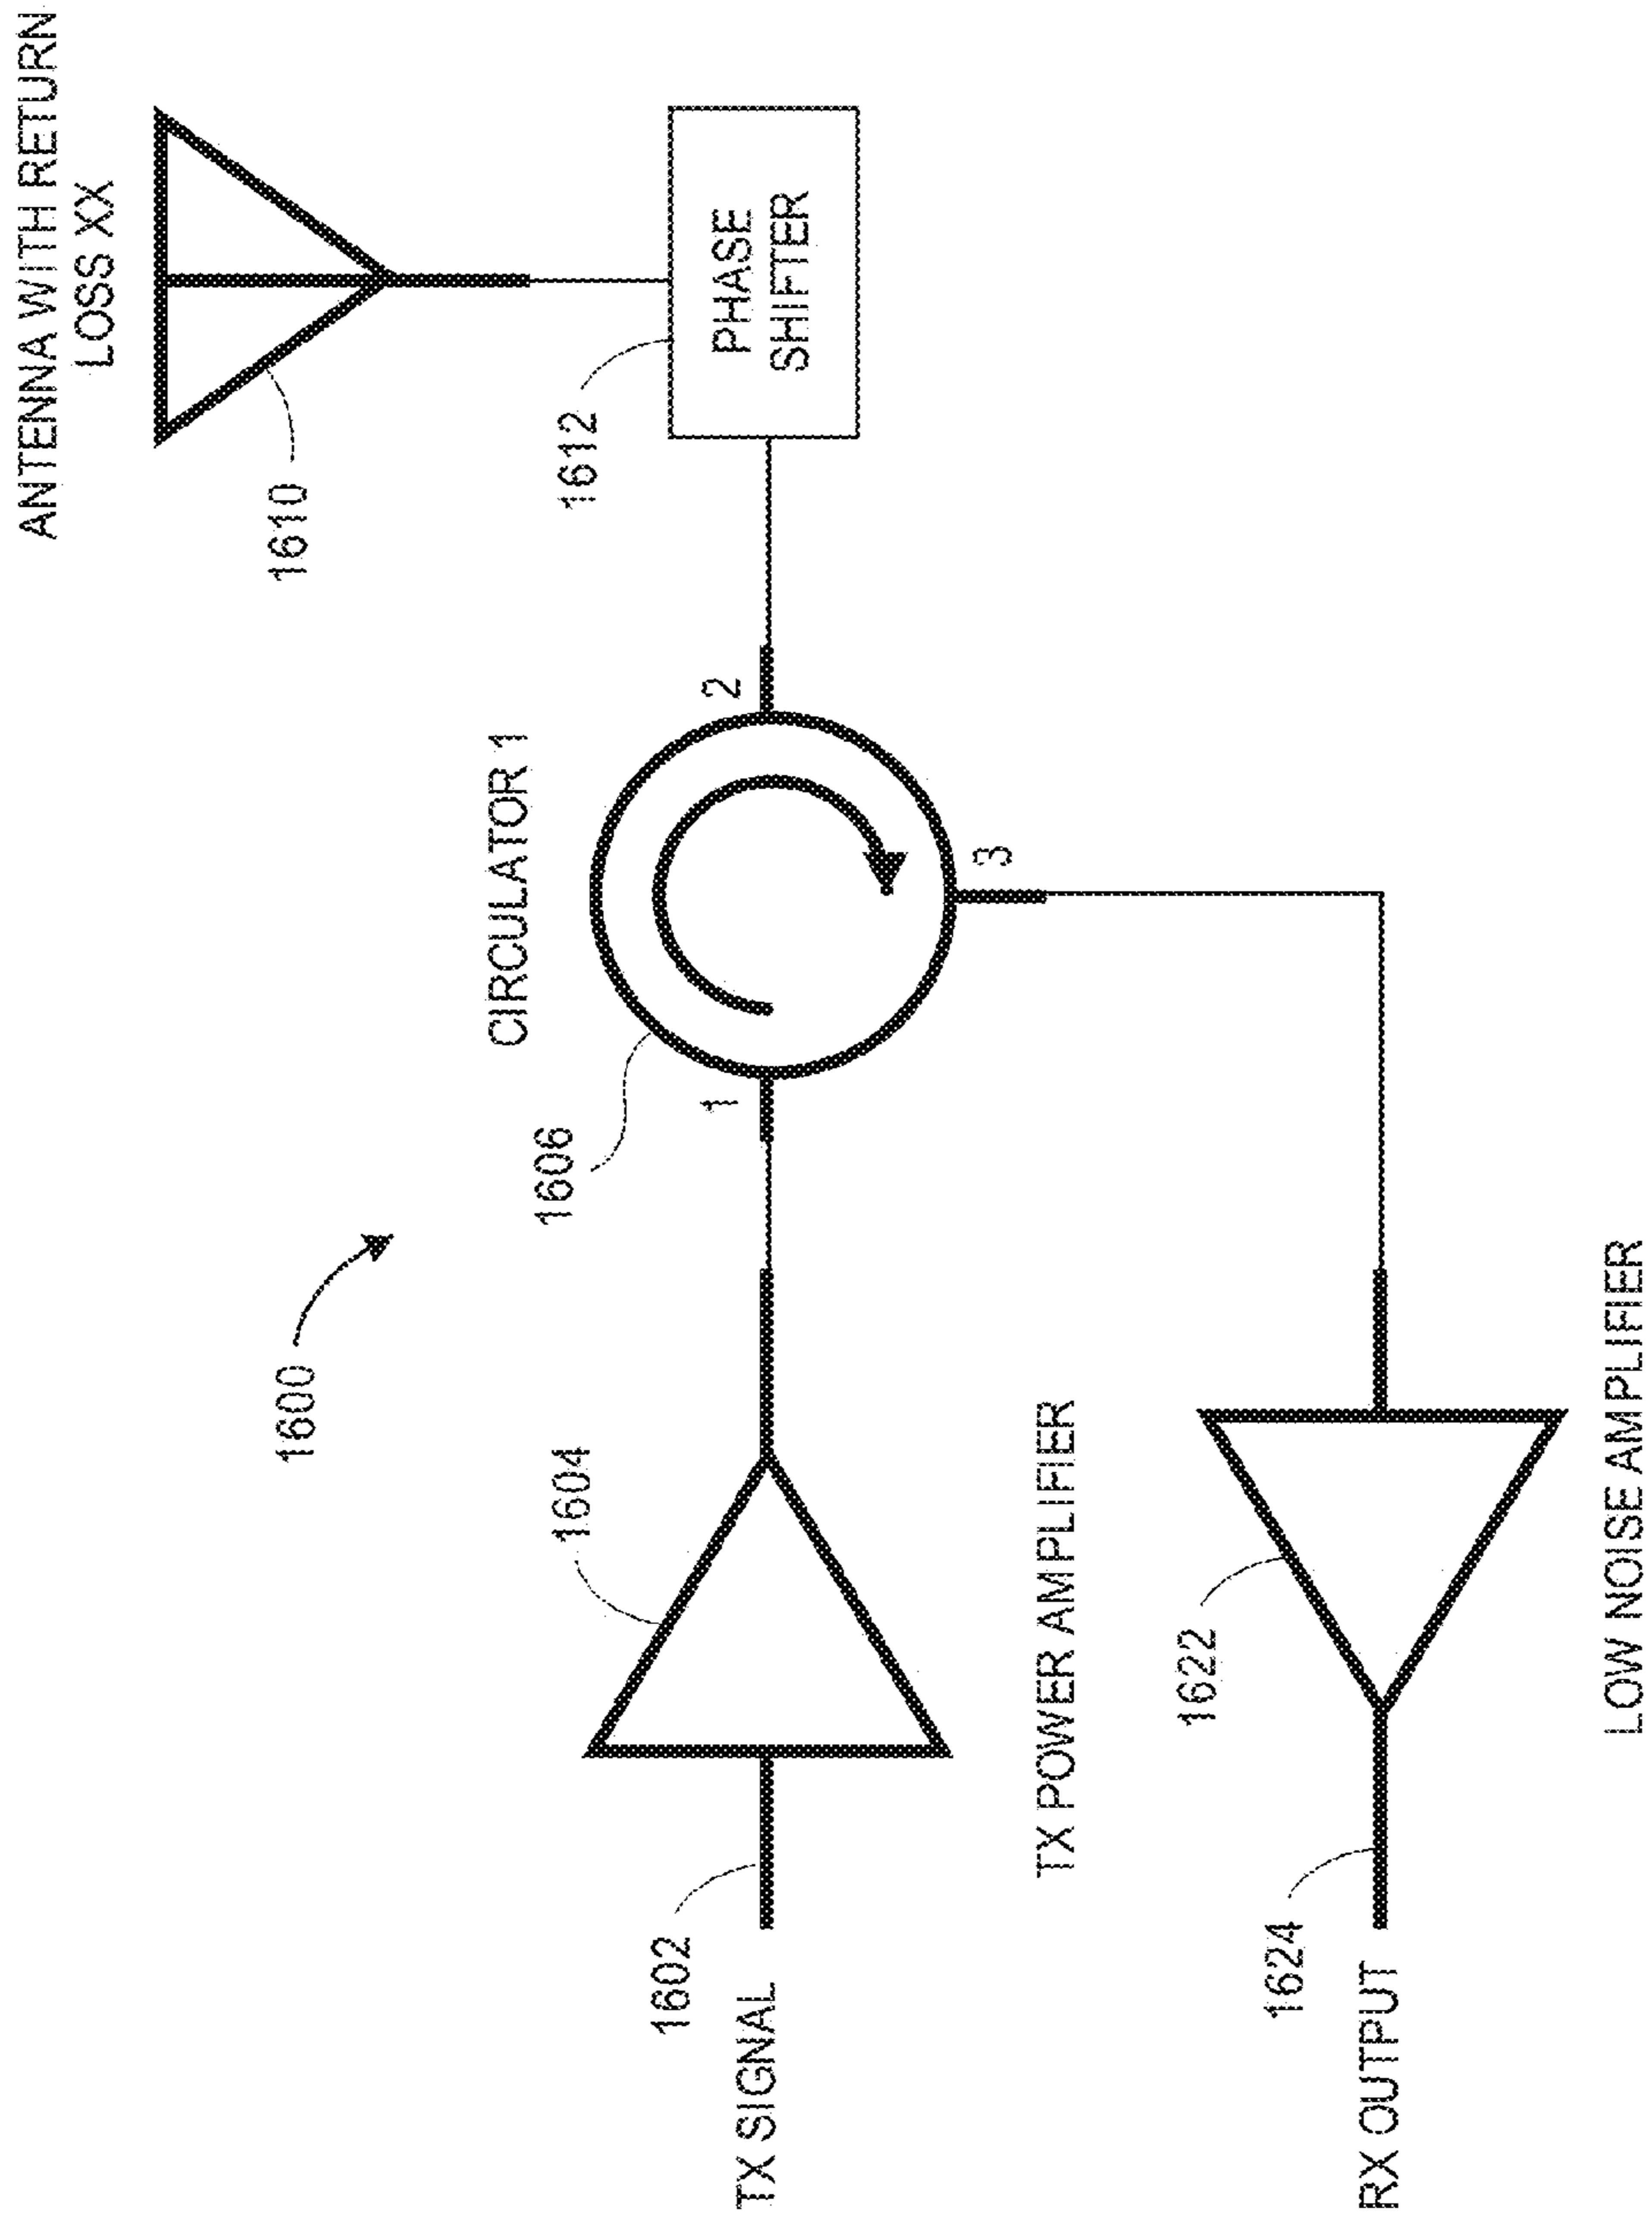 ANTENNA WITH RETURN
LOSS XX
1610
1612
PHASE
SHIFTER
CIRCULATOR 1
1606
1
2
3
1600
1604
TX POWER AMPLIFIER
1602
TX SIGNAL
1622
LOW NOISE AMPLIFIER
1624
RX OUTPUT